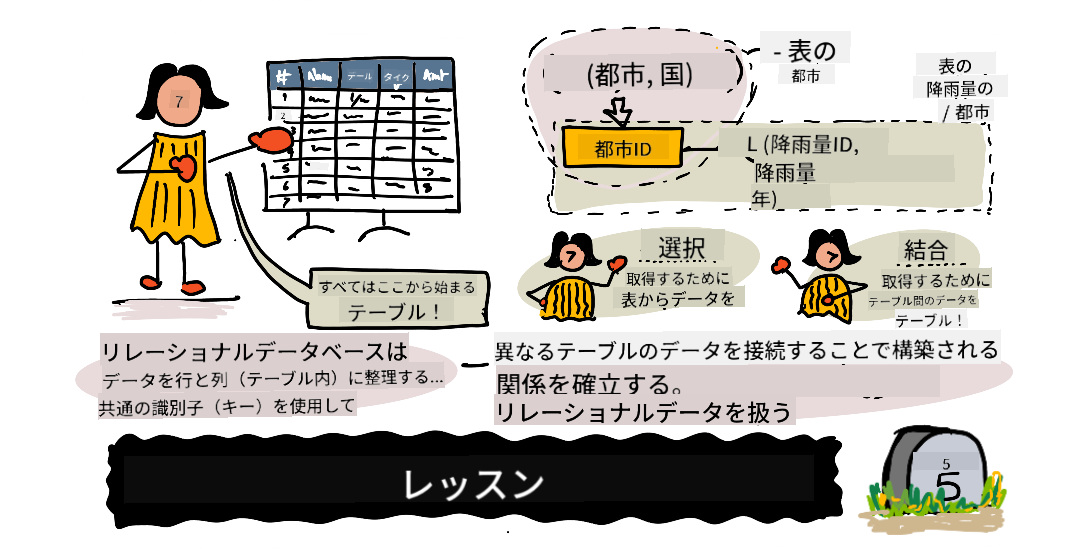 7
#
テール
タイク
1
2
3
4
5
6
7
すべてはここから始まる
テーブル！
(都市, 国)
- 表の
都市
表の
降雨量の
/ 都市
都市ID
L (降雨量ID,
降雨量
年)
選択
取得するために
表からデータを
結合
取得するために
テーブル間のデータを
テーブル！
リレーショナルデータベースは
データを行と列（テーブル内）に整理する...
共通の識別子（キー）を使用して
異なるテーブルのデータを接続することで構築される
関係を確立する。
リレーショナルデータを扱う
レッスン
5
5